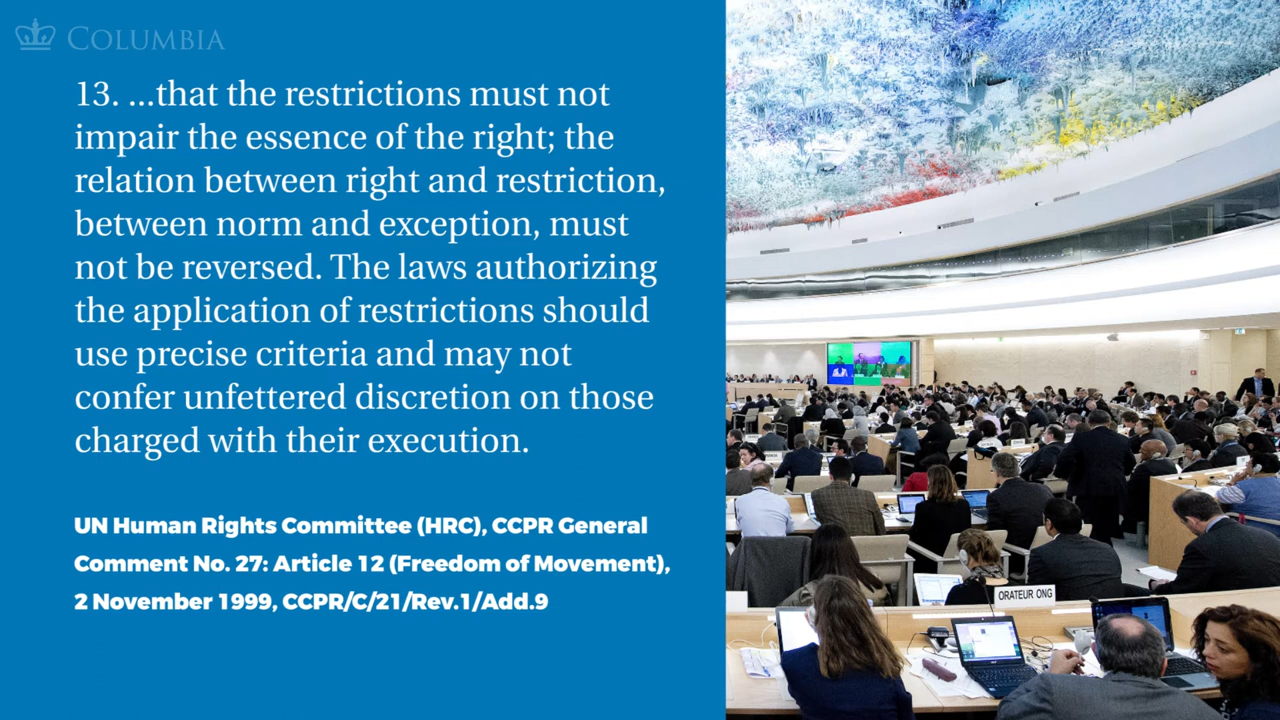 COLUMBIA
13. ...that the restrictions must not
impair the essence of the right; the
relation between right and restriction,
between norm and exception, must
not be reversed. The laws authorizing
the application of restrictions should
use precise criteria and may not
confer unfettered discretion on those
charged with their execution.
UN Human Rights Committee (HRC), CCPR General
Comment No. 27: Article 12 (Freedom of Movement),
2 November 1999, CCPR/C/21/Rev.1/Add.9
ORATEUR ONG